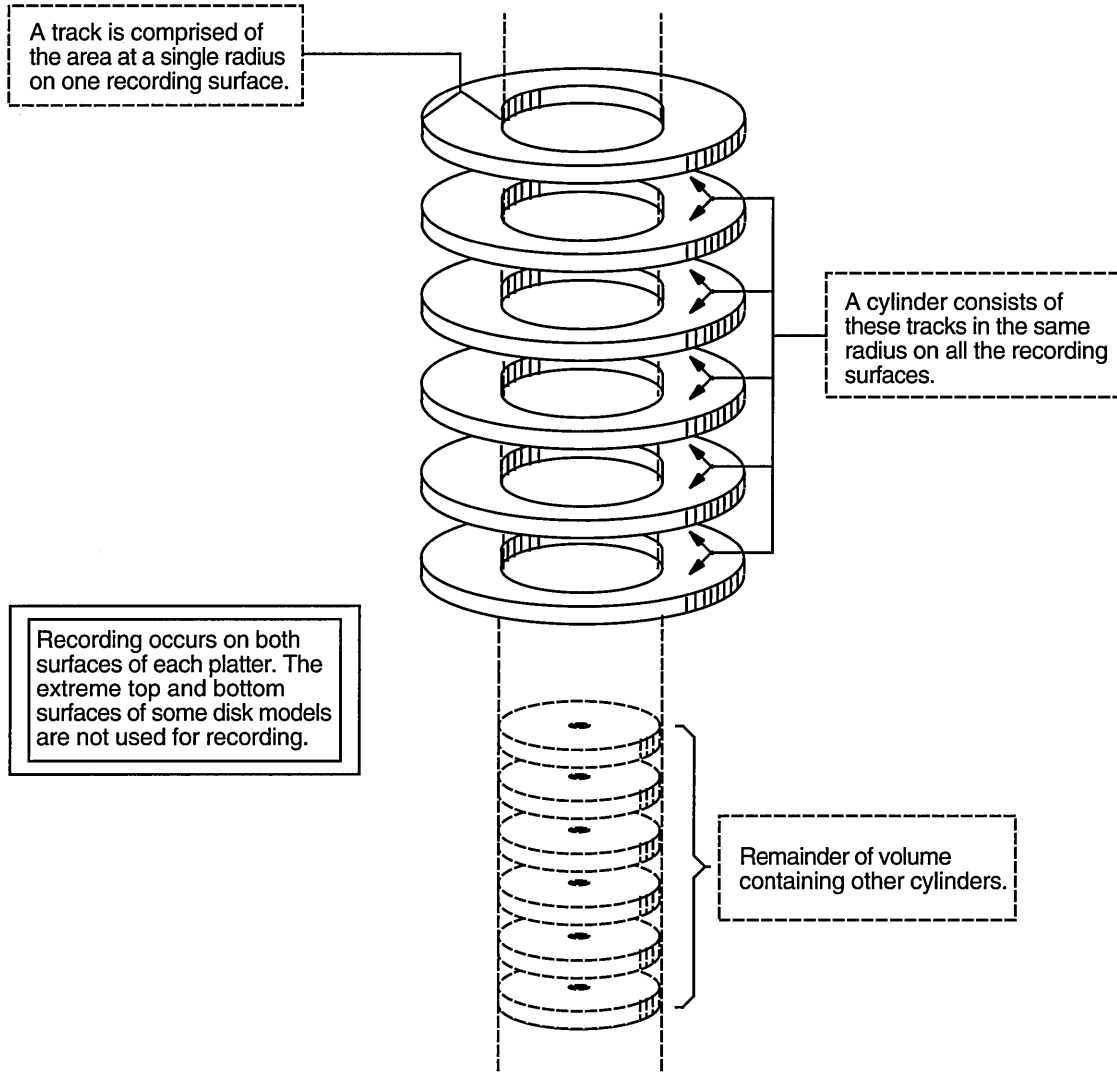 A track is comprised of
the area at a single radius
on one recording surface.
A cylinder consists of
these tracks in the same
radius on all the recording
surfaces.
Recording occurs on both
surfaces of each platter. The
extreme top and bottom
surfaces of some disk models
are not used for recording.
Remainder of volume
containing other cylinders.